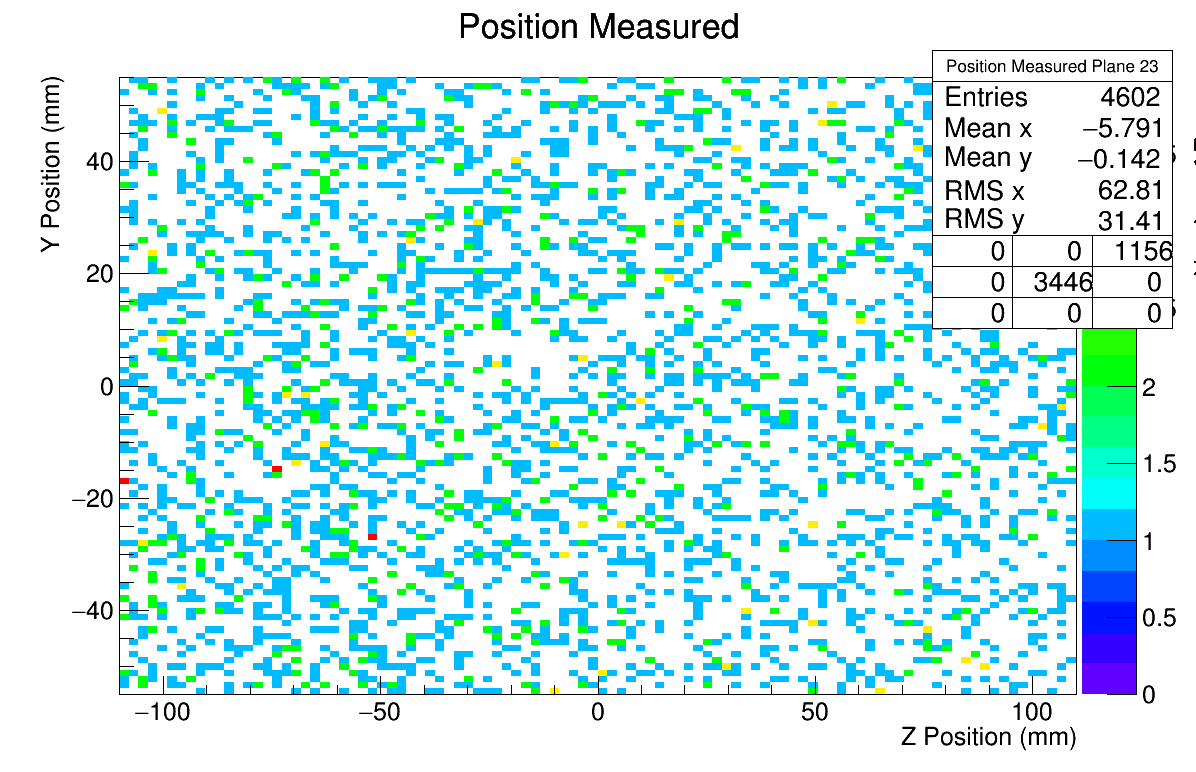 Position Measured
Y Position (mm)
Position Measured Plane 23
Entries 4602
Mean x −5.791
Mean y −0.142
RMS x 62.81
RMS y 31.41
0 0 1156
0 3446 0
0 0 0
40
20
0
−20
−40
2
1.5
1
0.5
0
−100 −50 0 50 100
Z Position (mm)